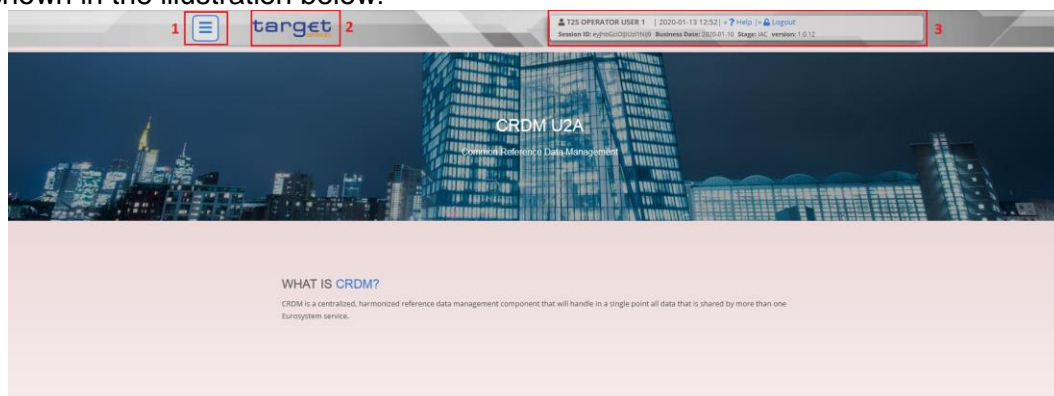 shown in the illustration below.
1
target
2
T2S OPERATOR USER 1 | 2020-01-13 12:52 | » ? Help | » Logout
Session ID: Business Date: 2020-01-10 Stage: IAC version: 1.0.12
3
CRDM U2A
Common Reference Data Management
WHAT IS CRDM?
CRDM is a centralized, harmonized reference data management component that will handle in a single point all data that is shared by more than one
Eurosystem service.